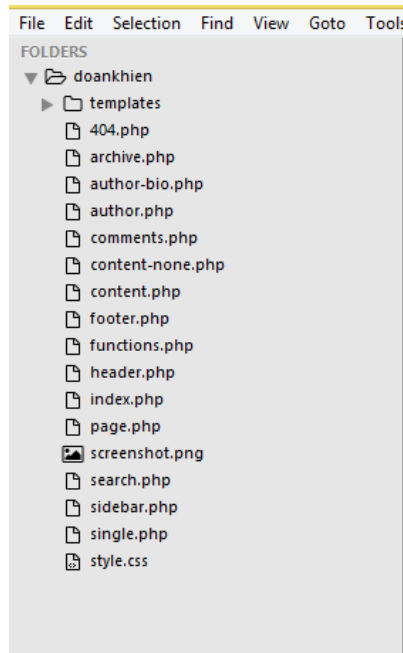 File Edit Selection Find View Goto Tools
FOLDERS
doankhien
templates
404.php
archive.php
author-bio.php
author.php
comments.php
content-none.php
content.php
footer.php
functions.php
header.php
index.php
page.php
screenshot.png
search.php
sidebar.php
single.php
style.css